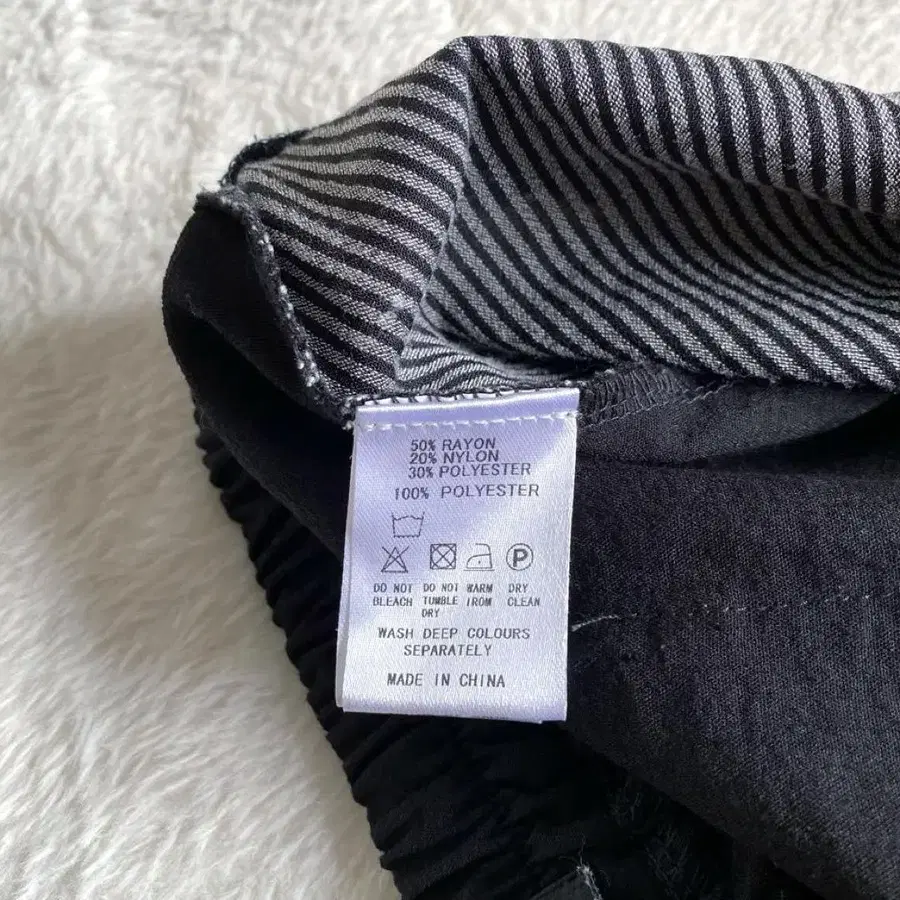 50% RAYON
20% NYLON
30% POLYESTER
100% POLYESTER
P
DO NOT BLEACH
DO NOT TUMBLE DRY
WARM IROM
DRY CLEAN
WASH DEEP COLOURS
SEPARATELY
MADE IN CHINA